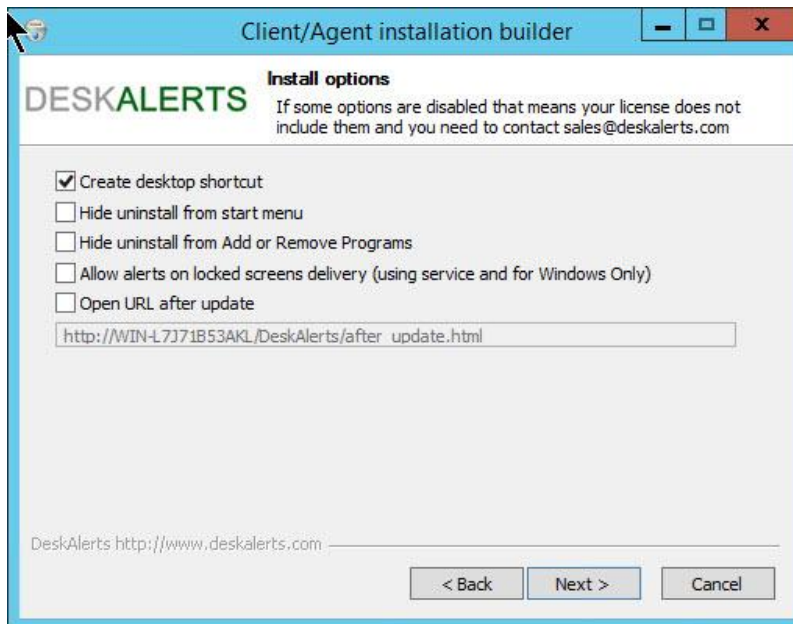 Client/Agent installation builder
DESKALERTS
Install options
If some options are disabled that means your license does not
include them and you need to contact sales@deskalerts.com
Create desktop shortcut
Hide uninstall from start menu
Hide uninstall from Add or Remove Programs
Allow alerts on locked screens delivery (using service and for Windows Only)
Open URL after update
http://WIN-L7J71B53AKL/DeskAlerts/after_update.html
DeskAlerts http://www.deskalerts.com
< Back
Next >
Cancel